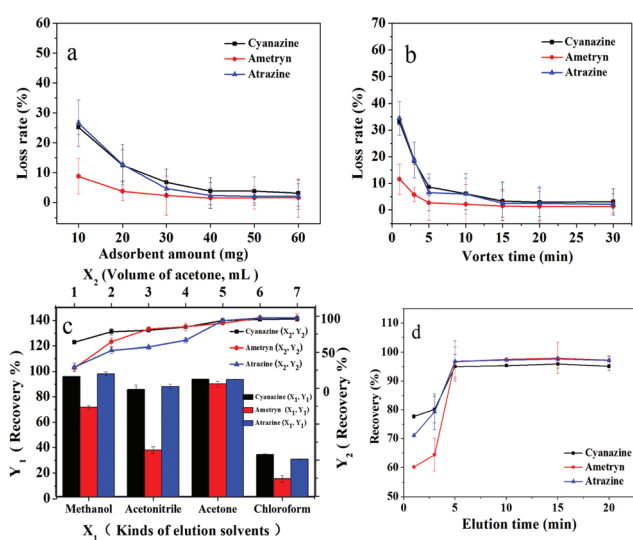 60
50
40
30
20
10
0
Loss rate (%)
a
Cyanazine
Ametryn
Atrazine
10 20 30 40 50 60
Adsorbent amount (mg)
70
60
50
40
30
20
10
0
Loss rate (%)
b
Cyanazine
Ametryn
Atrazine
0 5 10 15 20 25 30
Vortex time (min)
X2 (Volume of acetone, mL )
1 2 3 4 5 6 7
140
120
100
80
60
40
20
0
Y1 ( Recovery % )
c
Cyanazine (X2, Y2)
Ametryn (X2, Y2)
Atrazine (X2, Y2)
Cyanazine (X1, Y1)
Ametryn (X1, Y1)
Atrazine (X1, Y1)
100
50
0
Y2 ( Recovery % )
Methanol Acetonitrile Acetone Chloroform
X1 ( Kinds of elution solvents )
110
100
90
80
70
60
50
Recovery (%)
d
Cyanazine
Ametryn
Atrazine
0 5 10 15 20
Elution time (min)